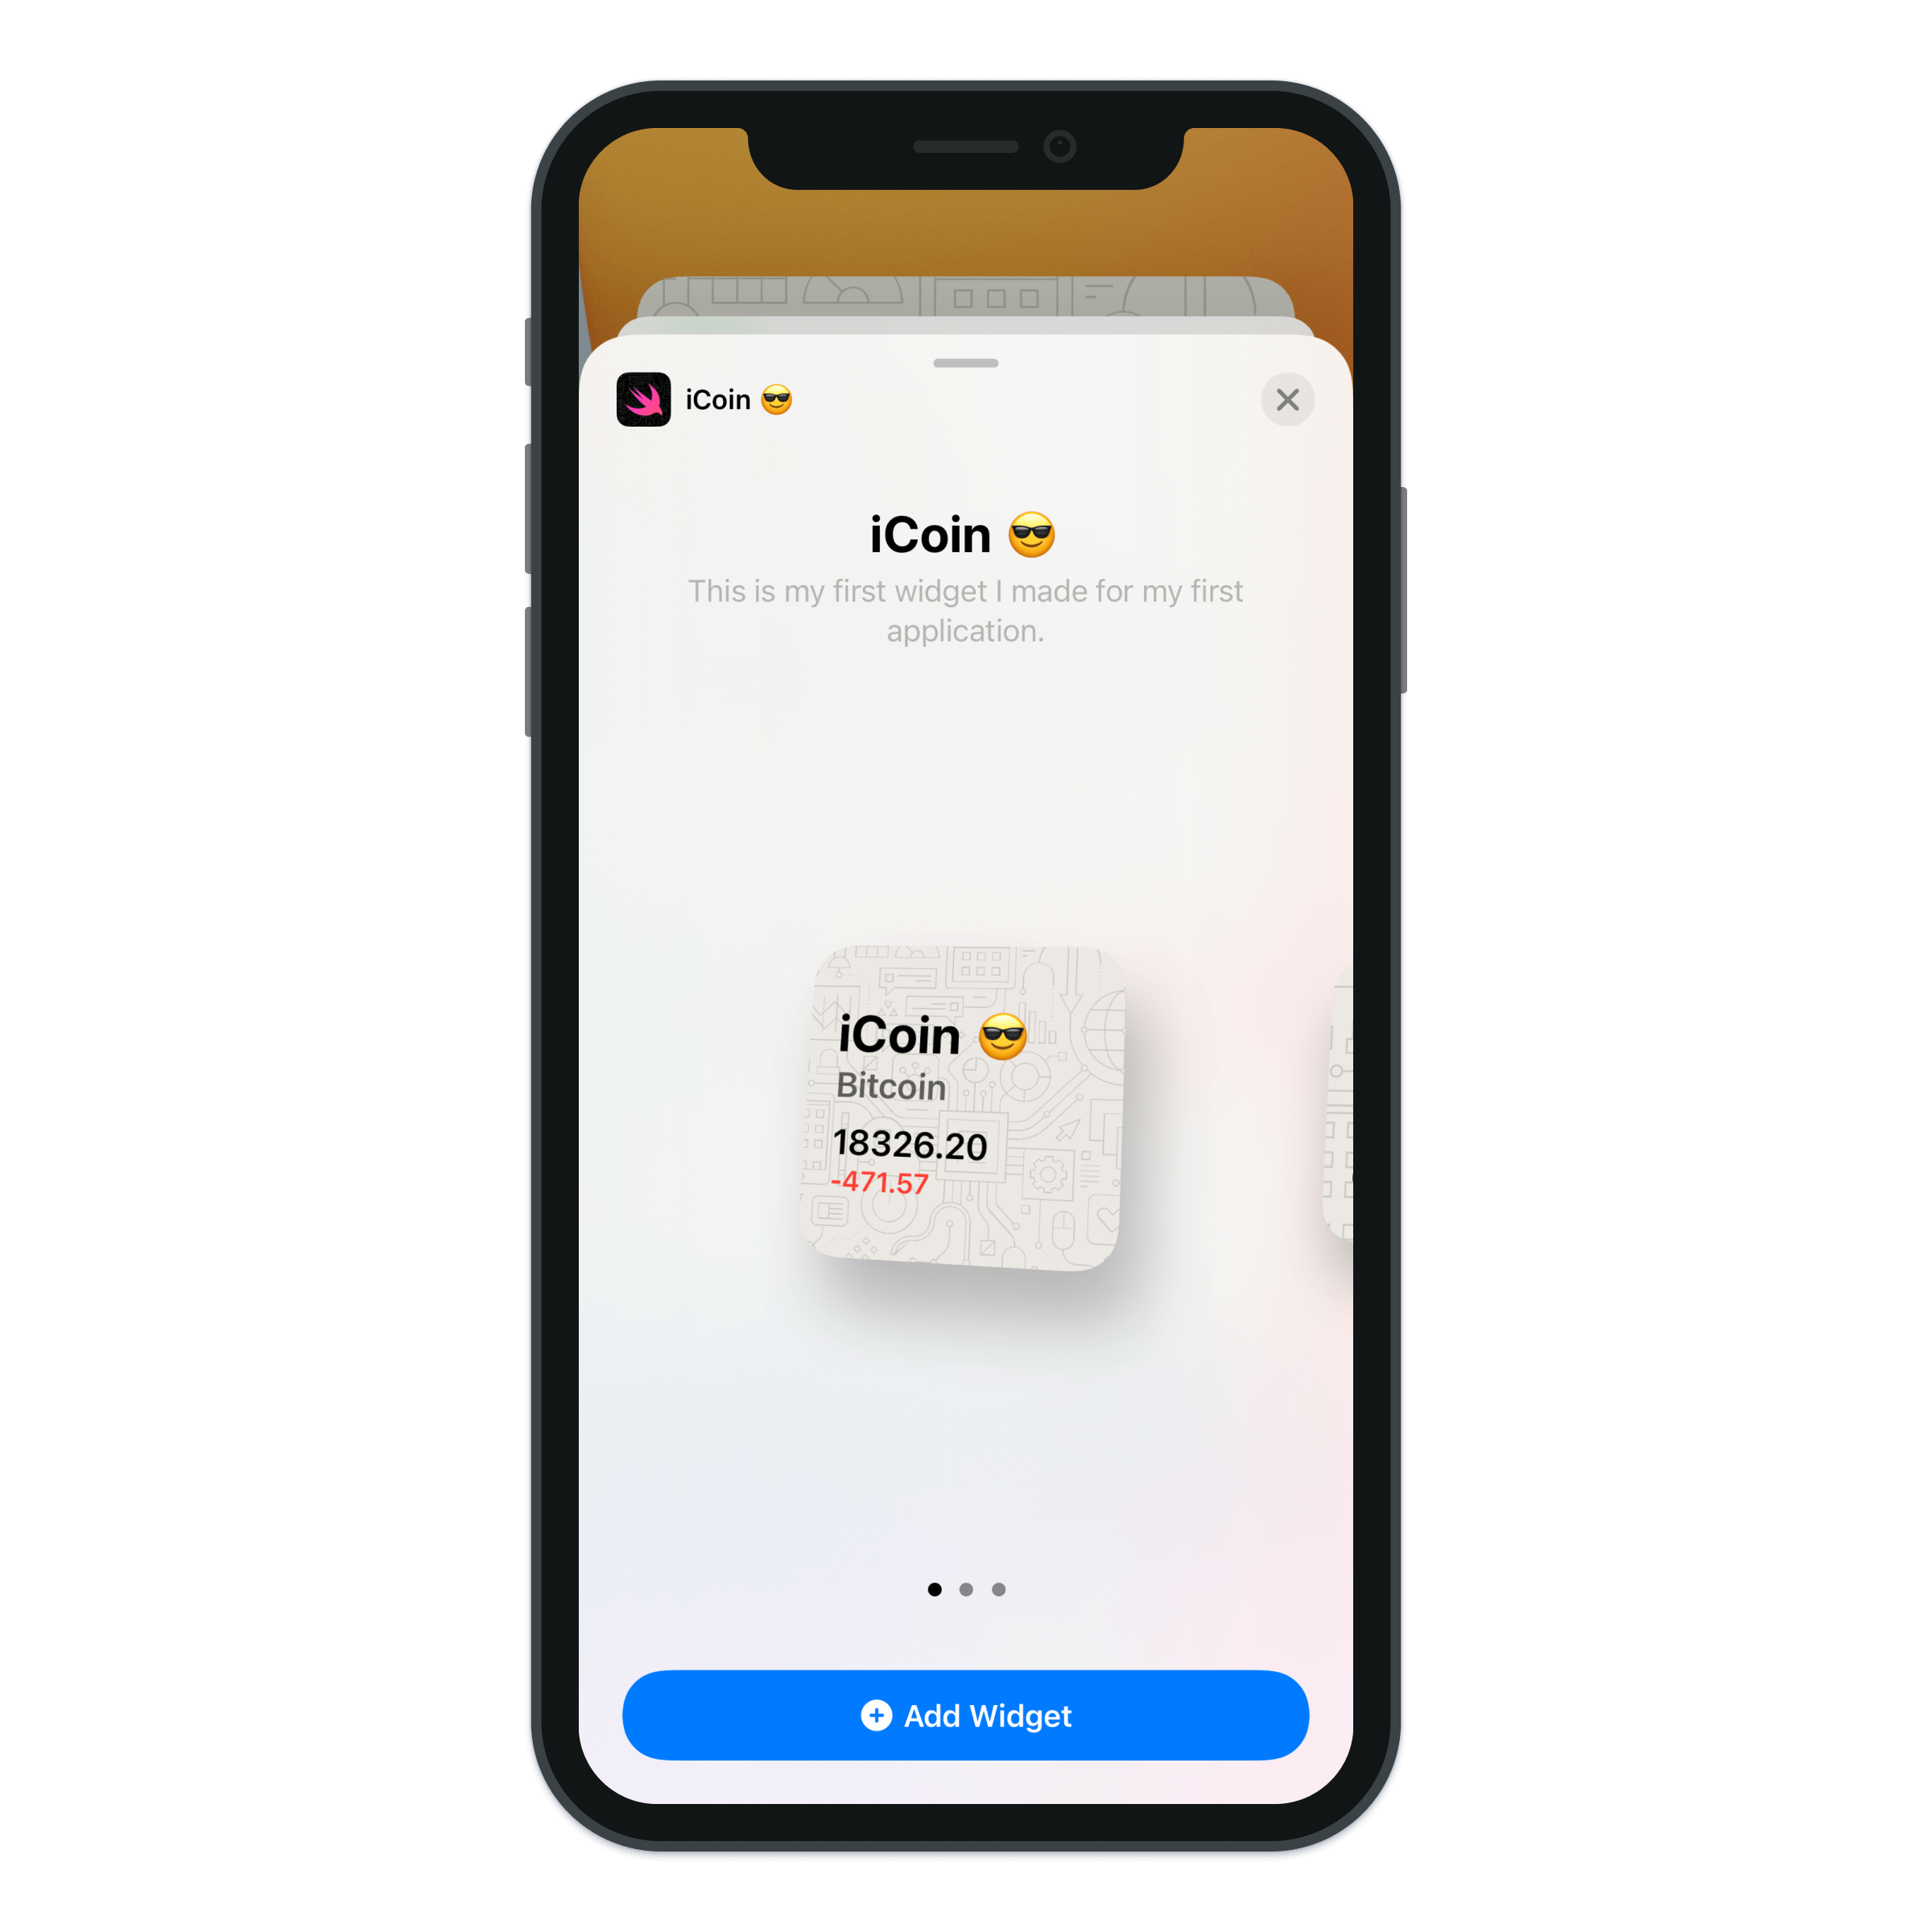 iCoin 😎
iCoin 😎
This is my first widget I made for my first
application.
iCoin 😎
Bitcoin
18326.20
-471.57
Add Widget